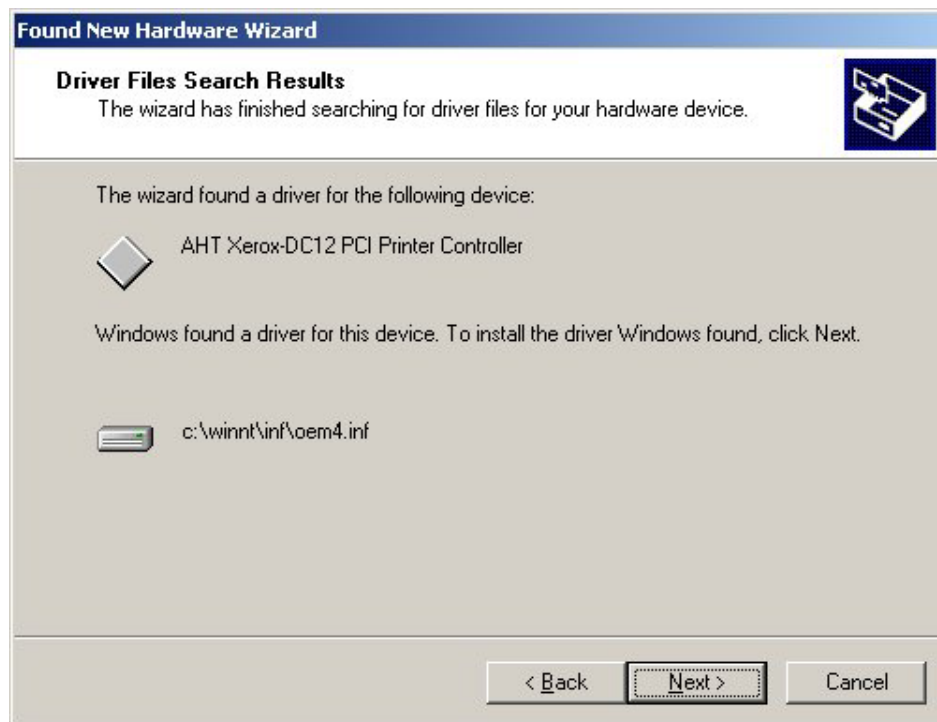 Found New Hardware Wizard
Driver Files Search Results
The wizard has finished searching for driver files for your hardware device.
The wizard found a driver for the following device:
AHT Xerox-DC12 PCI Printer Controller
Windows found a driver for this device. To install the driver Windows found, click Next.
c:\winnt\inf\oem4.inf
< Back Next > Cancel